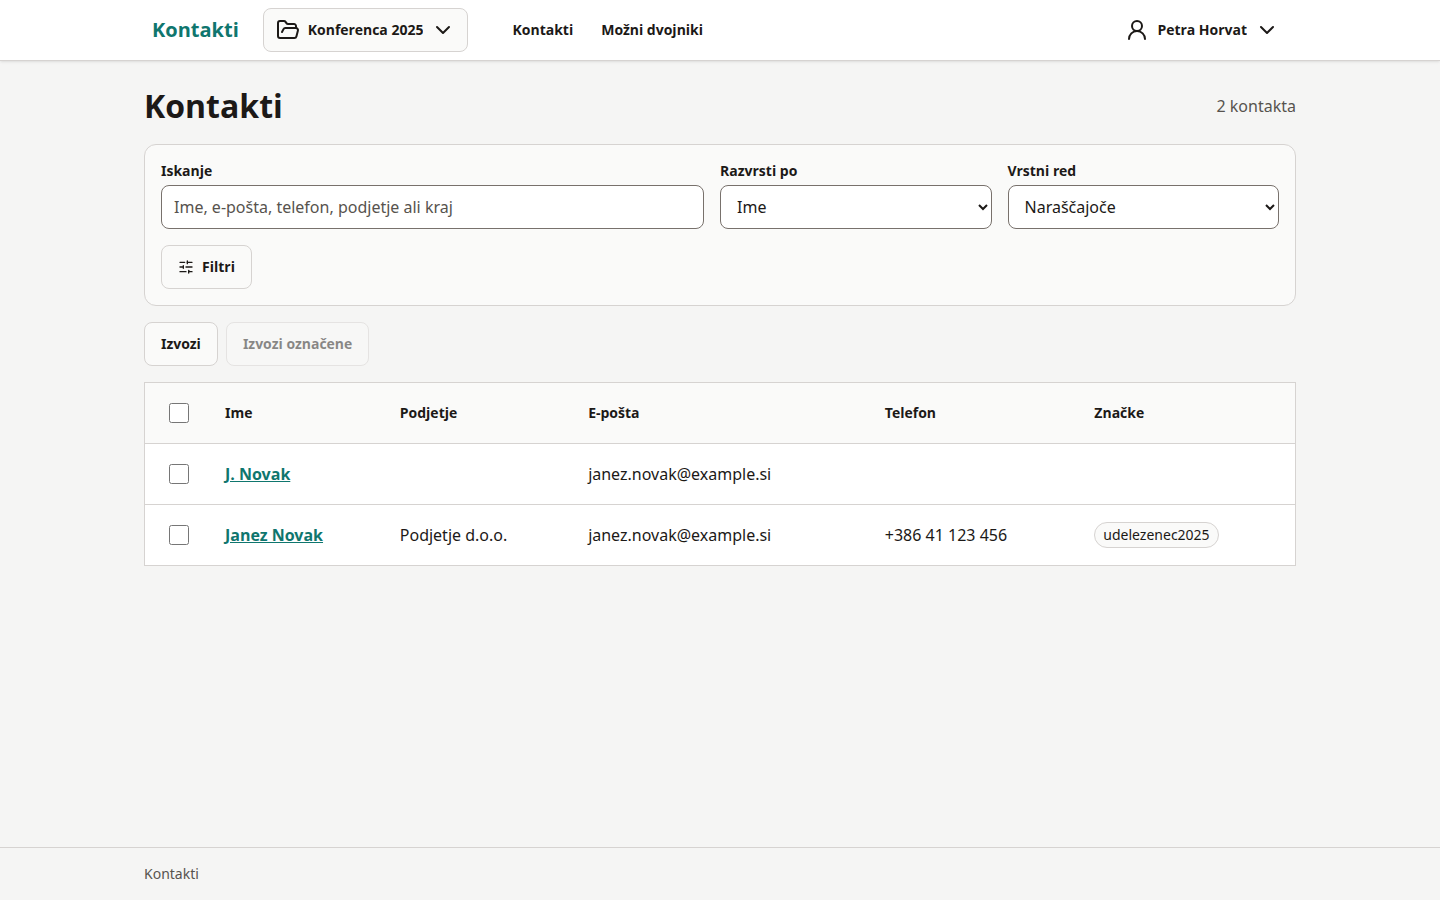 Kontakti
Konferenca 2025
Kontakti
Možni dvojniki
Petra Horvat
Kontakti
2 kontakta
Iskanje
Razvrsti po
Vrstni red
Ime, e-pošta, telefon, podjetje ali kraj
Ime
Naraščajoče
Filtri
Izvozi
Izvozi označene
Ime Podjetje E-pošta Telefon Značke
J. Novak janez.novak@example.si
Janez Novak Podjetje d.o.o. janez.novak@example.si +386 41 123 456 udelezenec2025
Kontakti